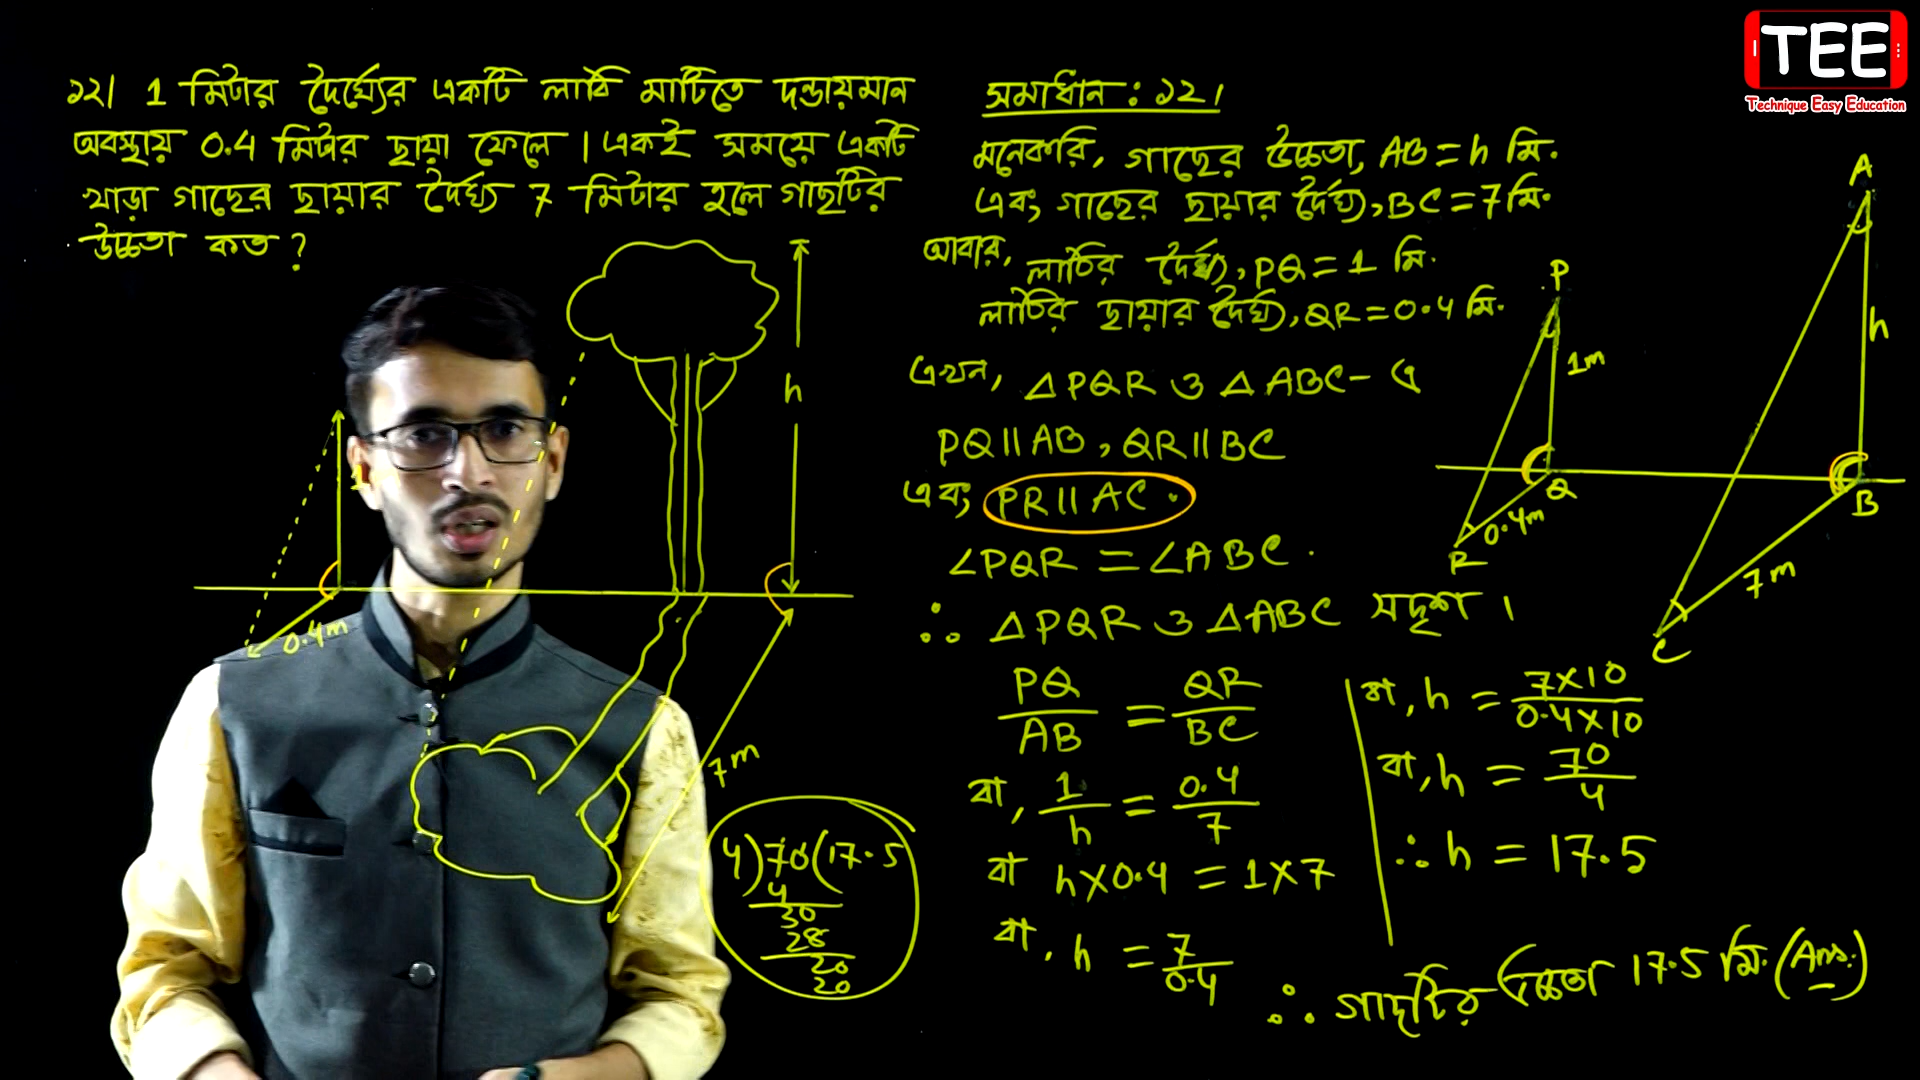 TEE
Technique Easy Education
১২। 1 মিটার দৈর্ঘ্যের একটি লাঠি মাটিতে দন্ডায়মান
অবস্থায় 0.4 মিটার ছায়া ফেলে। একই সময়ে একটি
খাড়া গাছের ছায়ার দৈর্ঘ্য 7 মিটার হলে গাছটির
উচ্চতা কত?
h
0.4m
7m
4)70(17.5
4
30
28
20
20
সমাধান: ১২।
মনেকরি, গাছের উচ্চতা, AB = h মি.
এবং গাছের ছায়ার দৈর্ঘ্য, BC = 7 মি.
আবার, লাঠির দৈর্ঘ্য, PQ = 1 মি.
লাঠির ছায়ার দৈর্ঘ্য, QR = 0.4 মি.
এখন, △PQR ও △ABC- এ
PQ || AB, QR || BC
এবং PR || AC.
∠PQR = ∠ABC.
∴ △PQR ও △ABC সদৃশ।
PQ/AB = QR/BC
বা, 1/h = 0.4/7
বা h×0.4 = 1×7
বা, h = 7/0.4
বা, h = 7×10/0.4×10
বা, h = 70/4
∴ h = 17.5
∴ গাছটির উচ্চতা 17.5 মি. (Ans:)
P
1m
Q
0.4m
R
A
h
B
7m
C